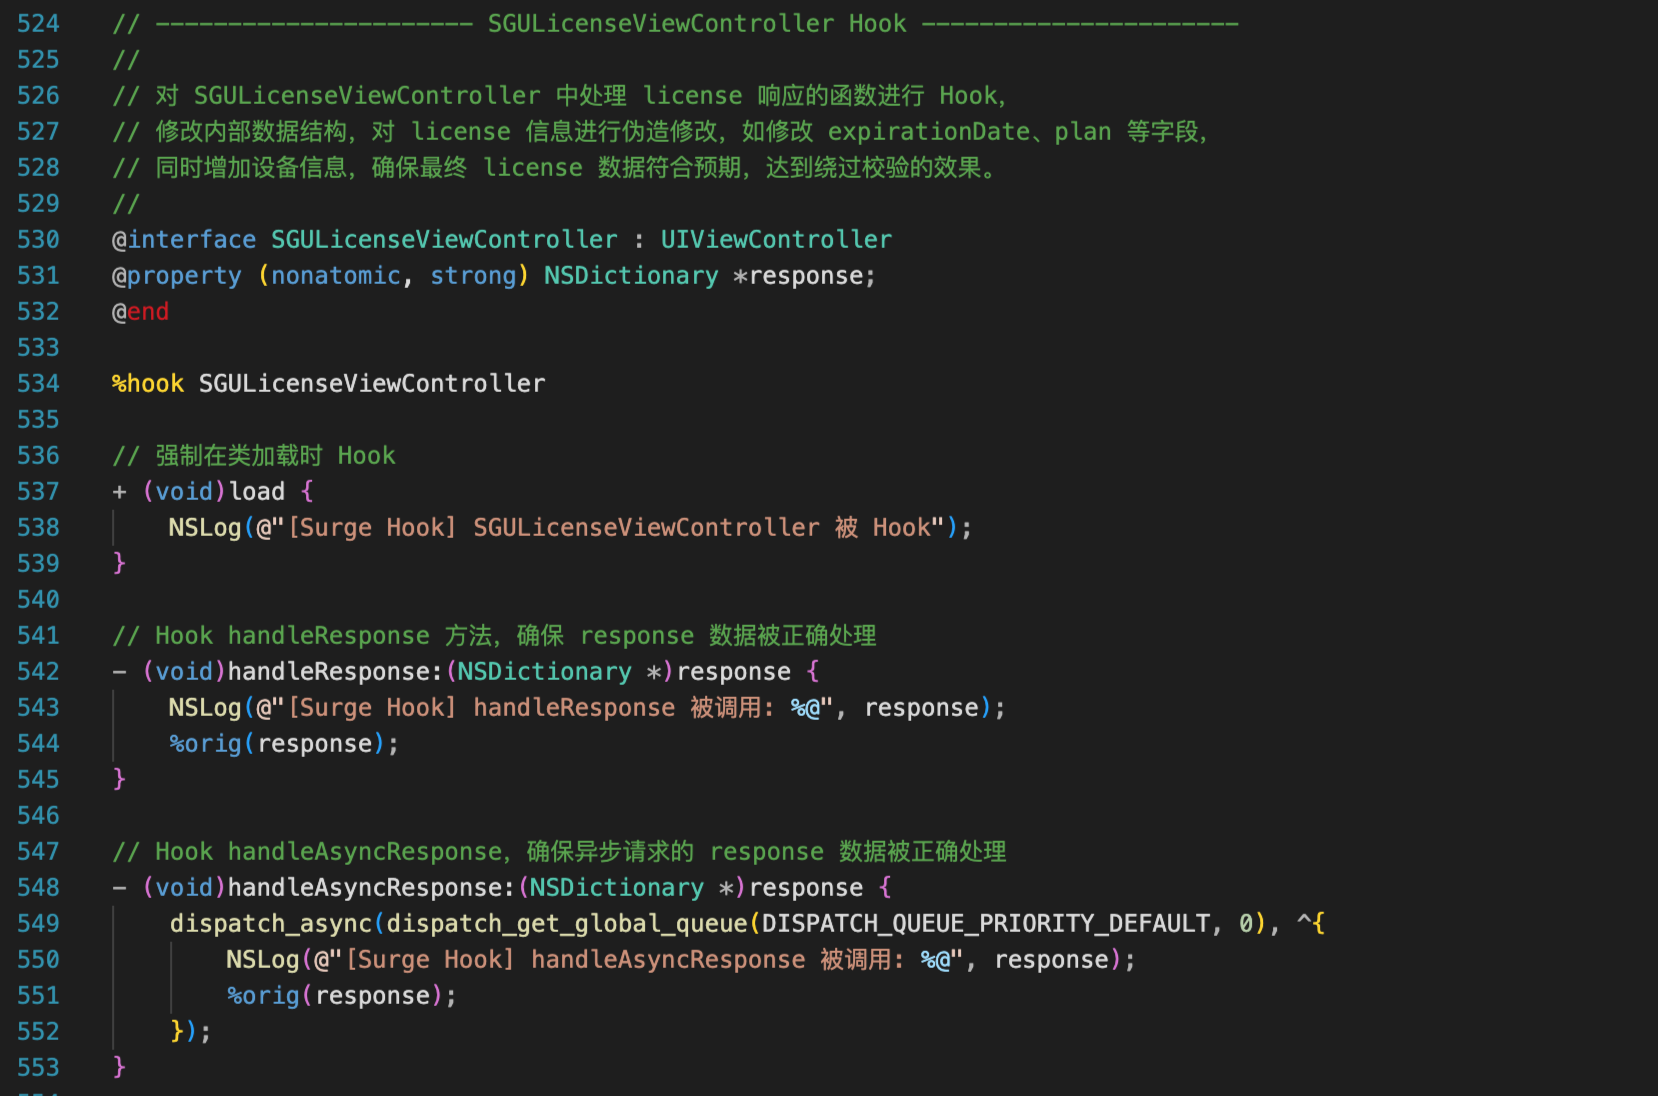 524 // ---------------------- SGULicenseViewController Hook ----------------------
525 //
526 // 对 SGULicenseViewController 中处理 license 响应的函数进行 Hook，
527 // 修改内部数据结构，对 license 信息进行伪造修改，如修改 expirationDate、plan 等字段，
528 // 同时增加设备信息，确保最终 license 数据符合预期，达到绕过校验的效果。
529 //
530 @interface SGULicenseViewController : UIViewController
531 @property (nonatomic, strong) NSDictionary *response;
532 @end
533
534 %hook SGULicenseViewController
535
536 // 强制在类加载时 Hook
537 + (void)load {
538     NSLog(@"[Surge Hook] SGULicenseViewController 被 Hook");
539 }
540
541 // Hook handleResponse 方法，确保 response 数据被正确处理
542 - (void)handleResponse:(NSDictionary *)response {
543     NSLog(@"[Surge Hook] handleResponse 被调用: %@", response);
544     %orig(response);
545 }
546
547 // Hook handleAsyncResponse，确保异步请求的 response 数据被正确处理
548 - (void)handleAsyncResponse:(NSDictionary *)response {
549     dispatch_async(dispatch_get_global_queue(DISPATCH_QUEUE_PRIORITY_DEFAULT, 0), ^{
550         NSLog(@"[Surge Hook] handleAsyncResponse 被调用: %@", response);
551         %orig(response);
552     });
553 }